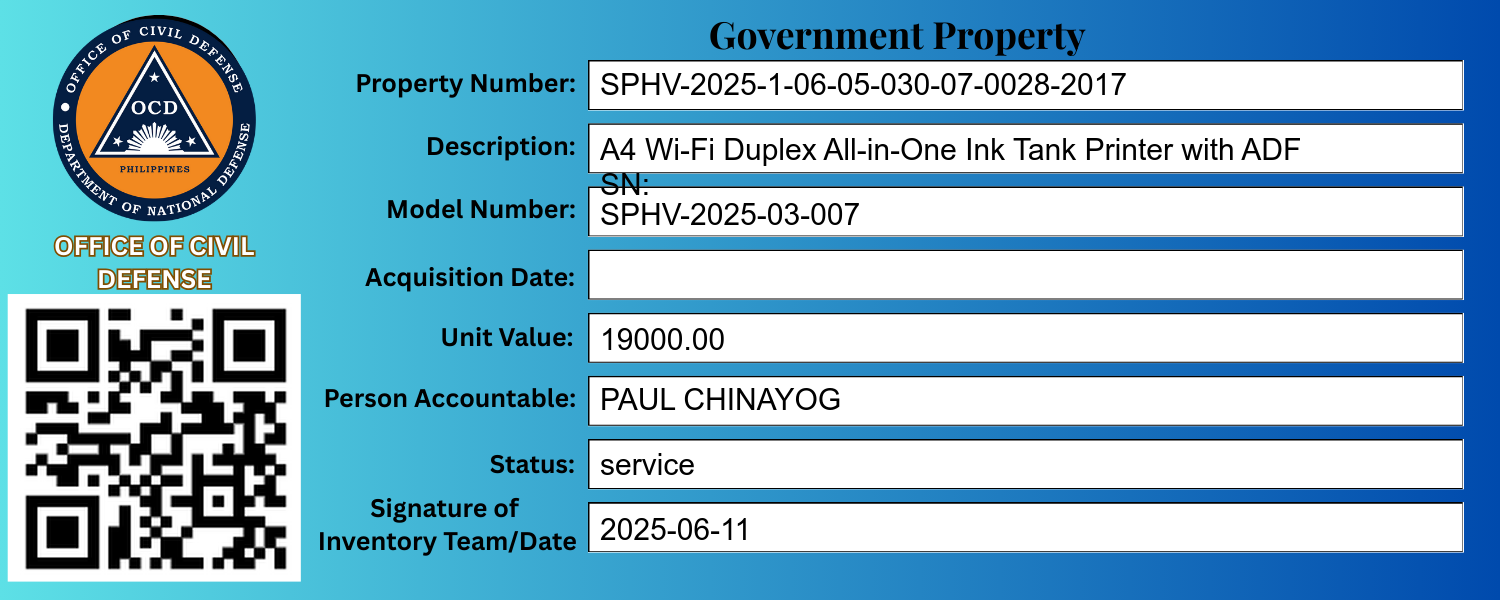 OFFICE OF CIVIL DEFENSE
OCD
PHILIPPINES
DEPARTMENT OF NATIONAL DEFENSE
OFFICE OF CIVIL
DEFENSE
Government Property
Property Number: SPHV-2025-1-06-05-030-07-0028-2017
Description: A4 Wi-Fi Duplex All-in-One Ink Tank Printer with ADF
SN:
Model Number: SPHV-2025-03-007
Acquisition Date:
Unit Value: 19000.00
Person Accountable: PAUL CHINAYOG
Status: service
Signature of
Inventory Team/Date 2025-06-11